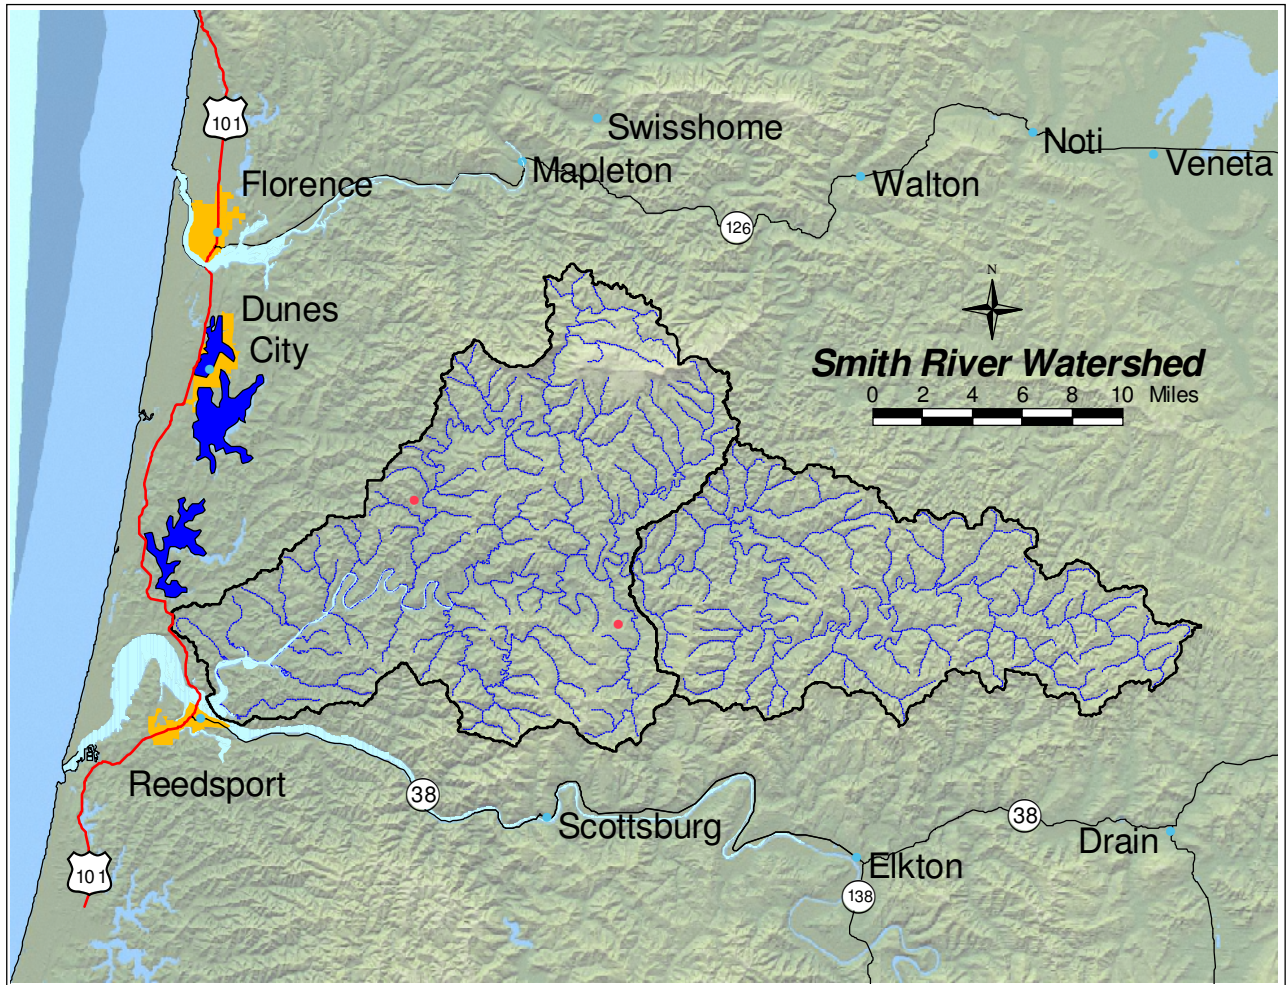 101
Swisshome
Noti
Veneta
Mapleton
Florence
Walton
126
N
Dunes
City
Smith River Watershed
0 2 4 6 8 10 Miles
Reedsport
38
Scottsburg
38
Drain
Elkton
101
138